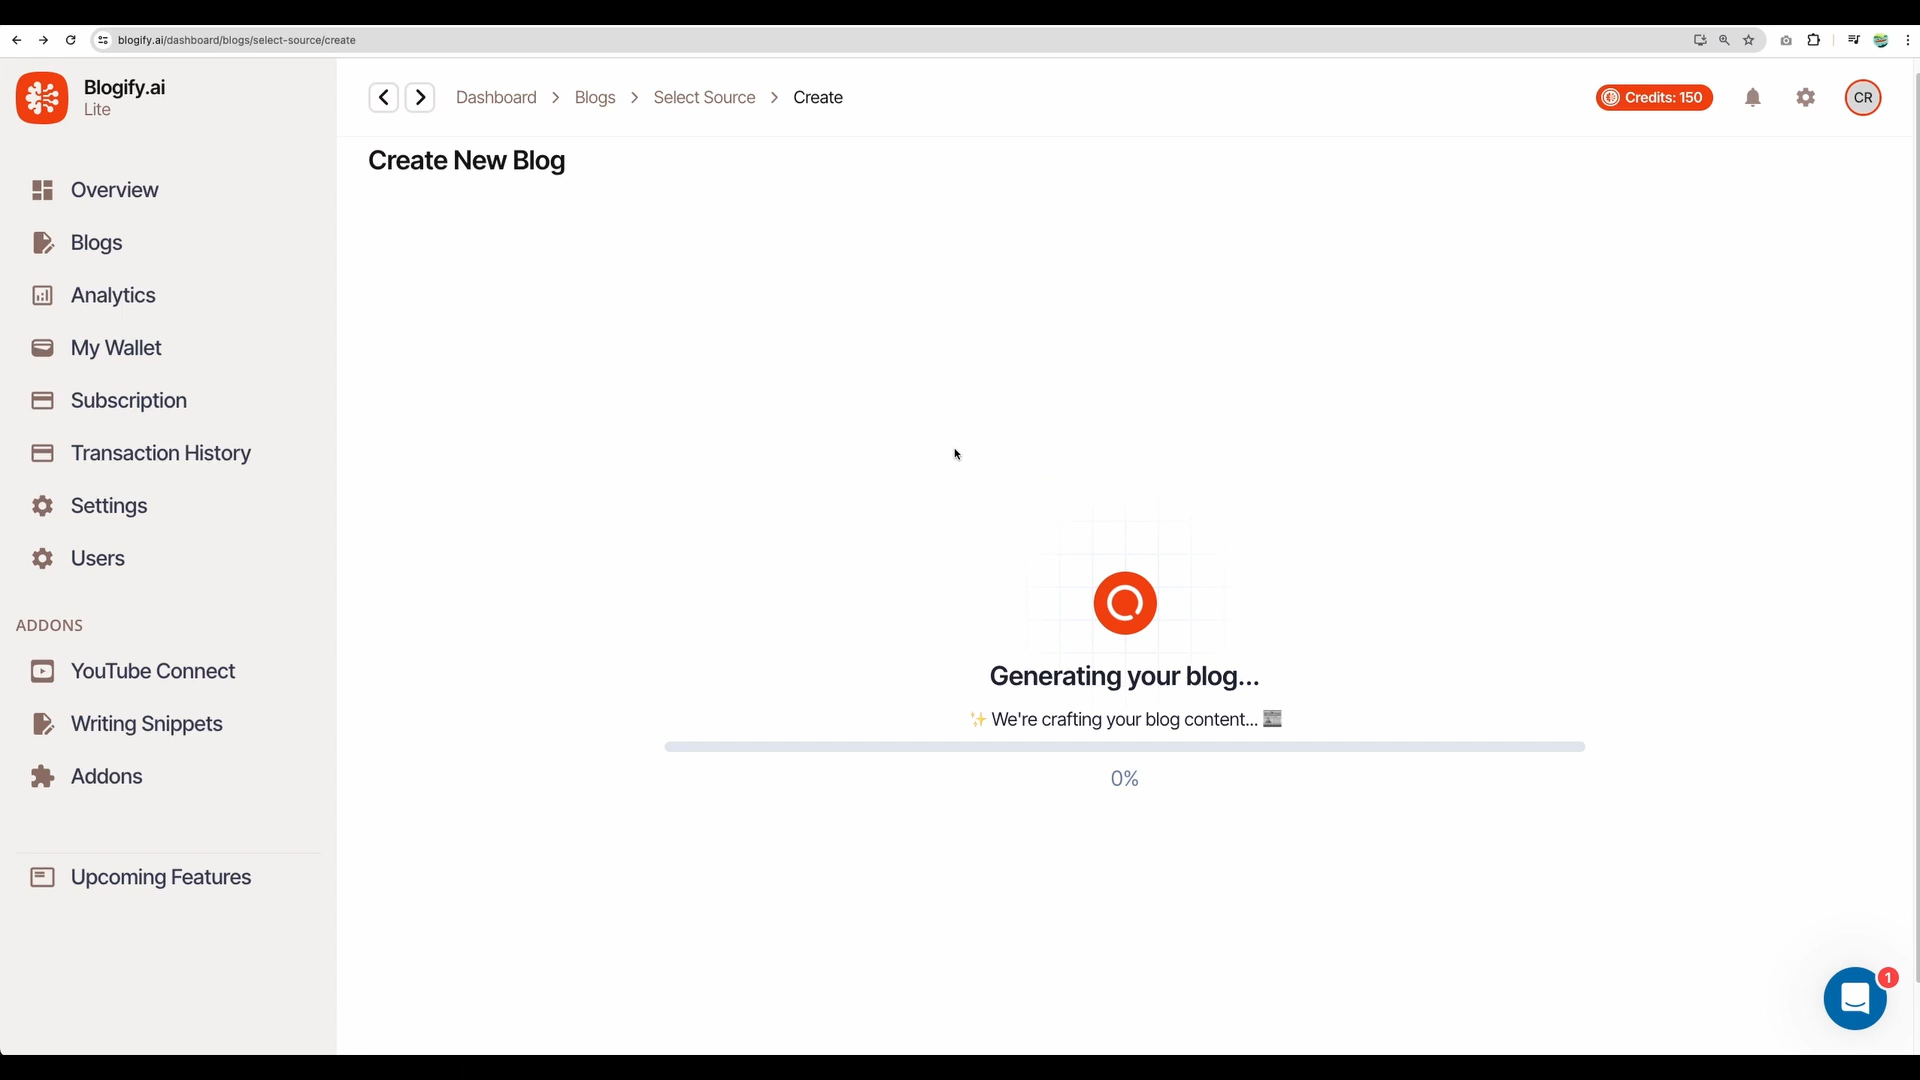 blogify.ai/dashboard/blogs/select-source/create
Blogify.ai
Lite
Dashboard > Blogs > Select Source > Create
Credits: 150
CR
Create New Blog
Overview
Blogs
Analytics
My Wallet
Subscription
Transaction History
Settings
Users
ADDONS
YouTube Connect
Writing Snippets
Addons
Upcoming Features
Generating your blog...
✨ We're crafting your blog content... 📰
0%
1